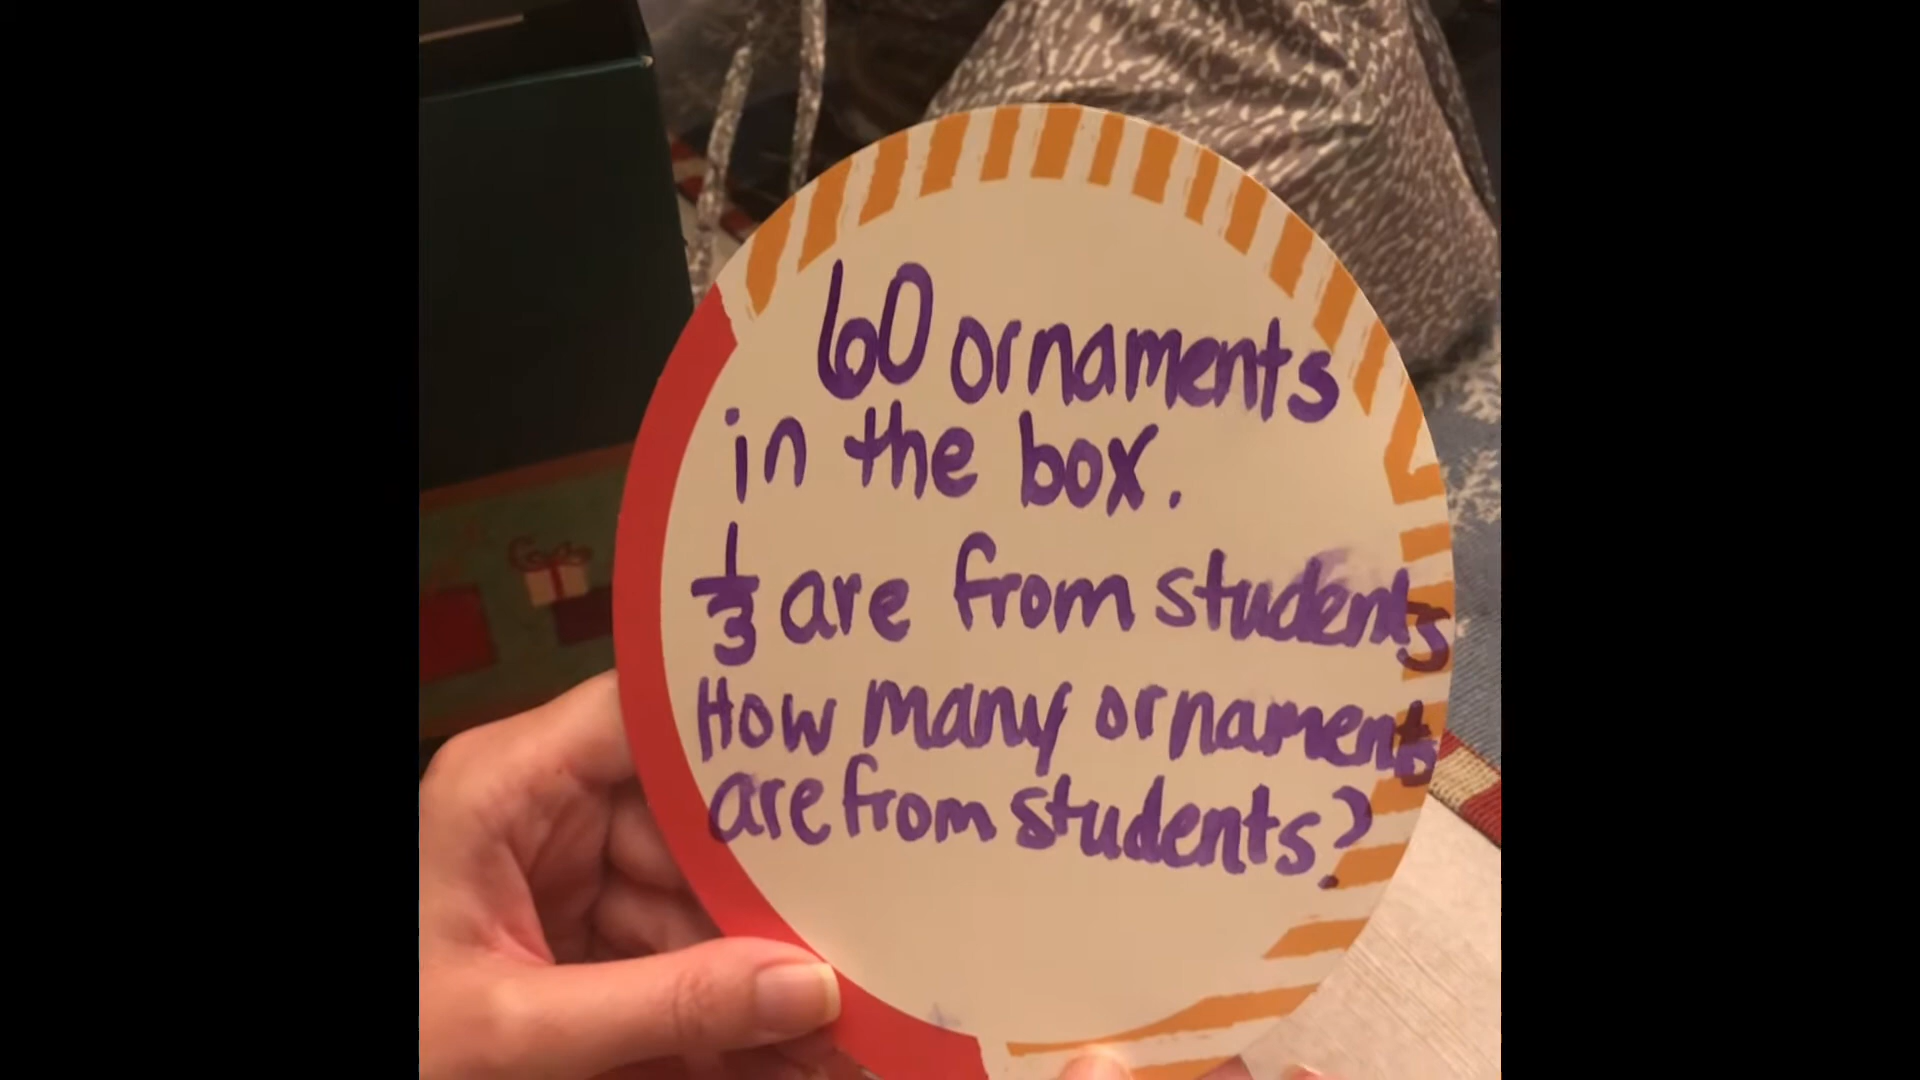 60 ornaments
in the box.
1/3 are from students
How many ornaments
are from students?